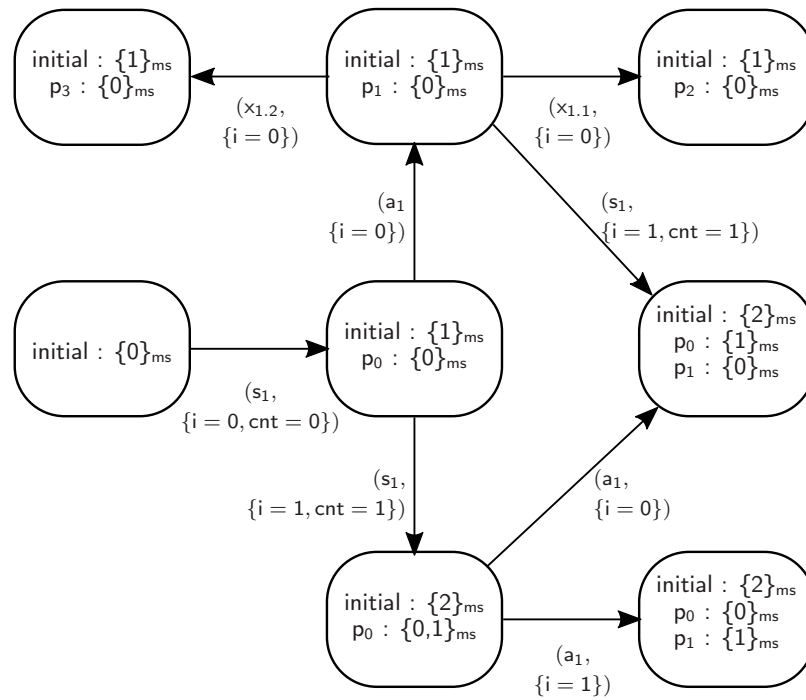 initial : {1}ms
p3 : {0}ms
initial : {1}ms
p1 : {0}ms
initial : {1}ms
p2 : {0}ms
(x1.2,
{i = 0})
(x1.1,
{i = 0})
(a1
{i = 0})
(s1,
{i = 1, cnt = 1})
initial : {0}ms
initial : {1}ms
p0 : {0}ms
initial : {2}ms
p0 : {1}ms
p1 : {0}ms
(s1,
{i = 0, cnt = 0})
(s1,
{i = 1, cnt = 1})
(a1,
{i = 0})
initial : {2}ms
p0 : {0,1}ms
initial : {2}ms
p0 : {0}ms
p1 : {1}ms
(a1,
{i = 1})